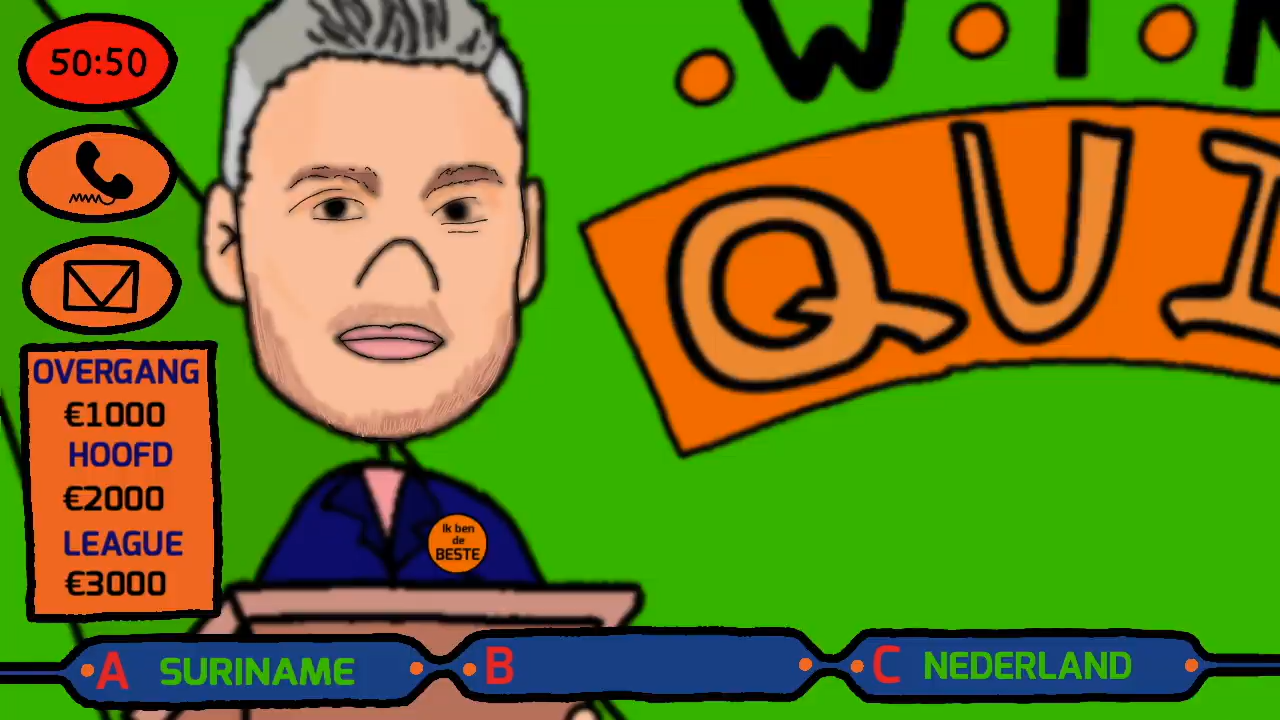 50:50
.W.I.
QUI
OVERGANG
€1000
HOOFD
€2000
LEAGUE
€3000
Ik ben
de
BESTE
A SURINAME
B
C NEDERLAND